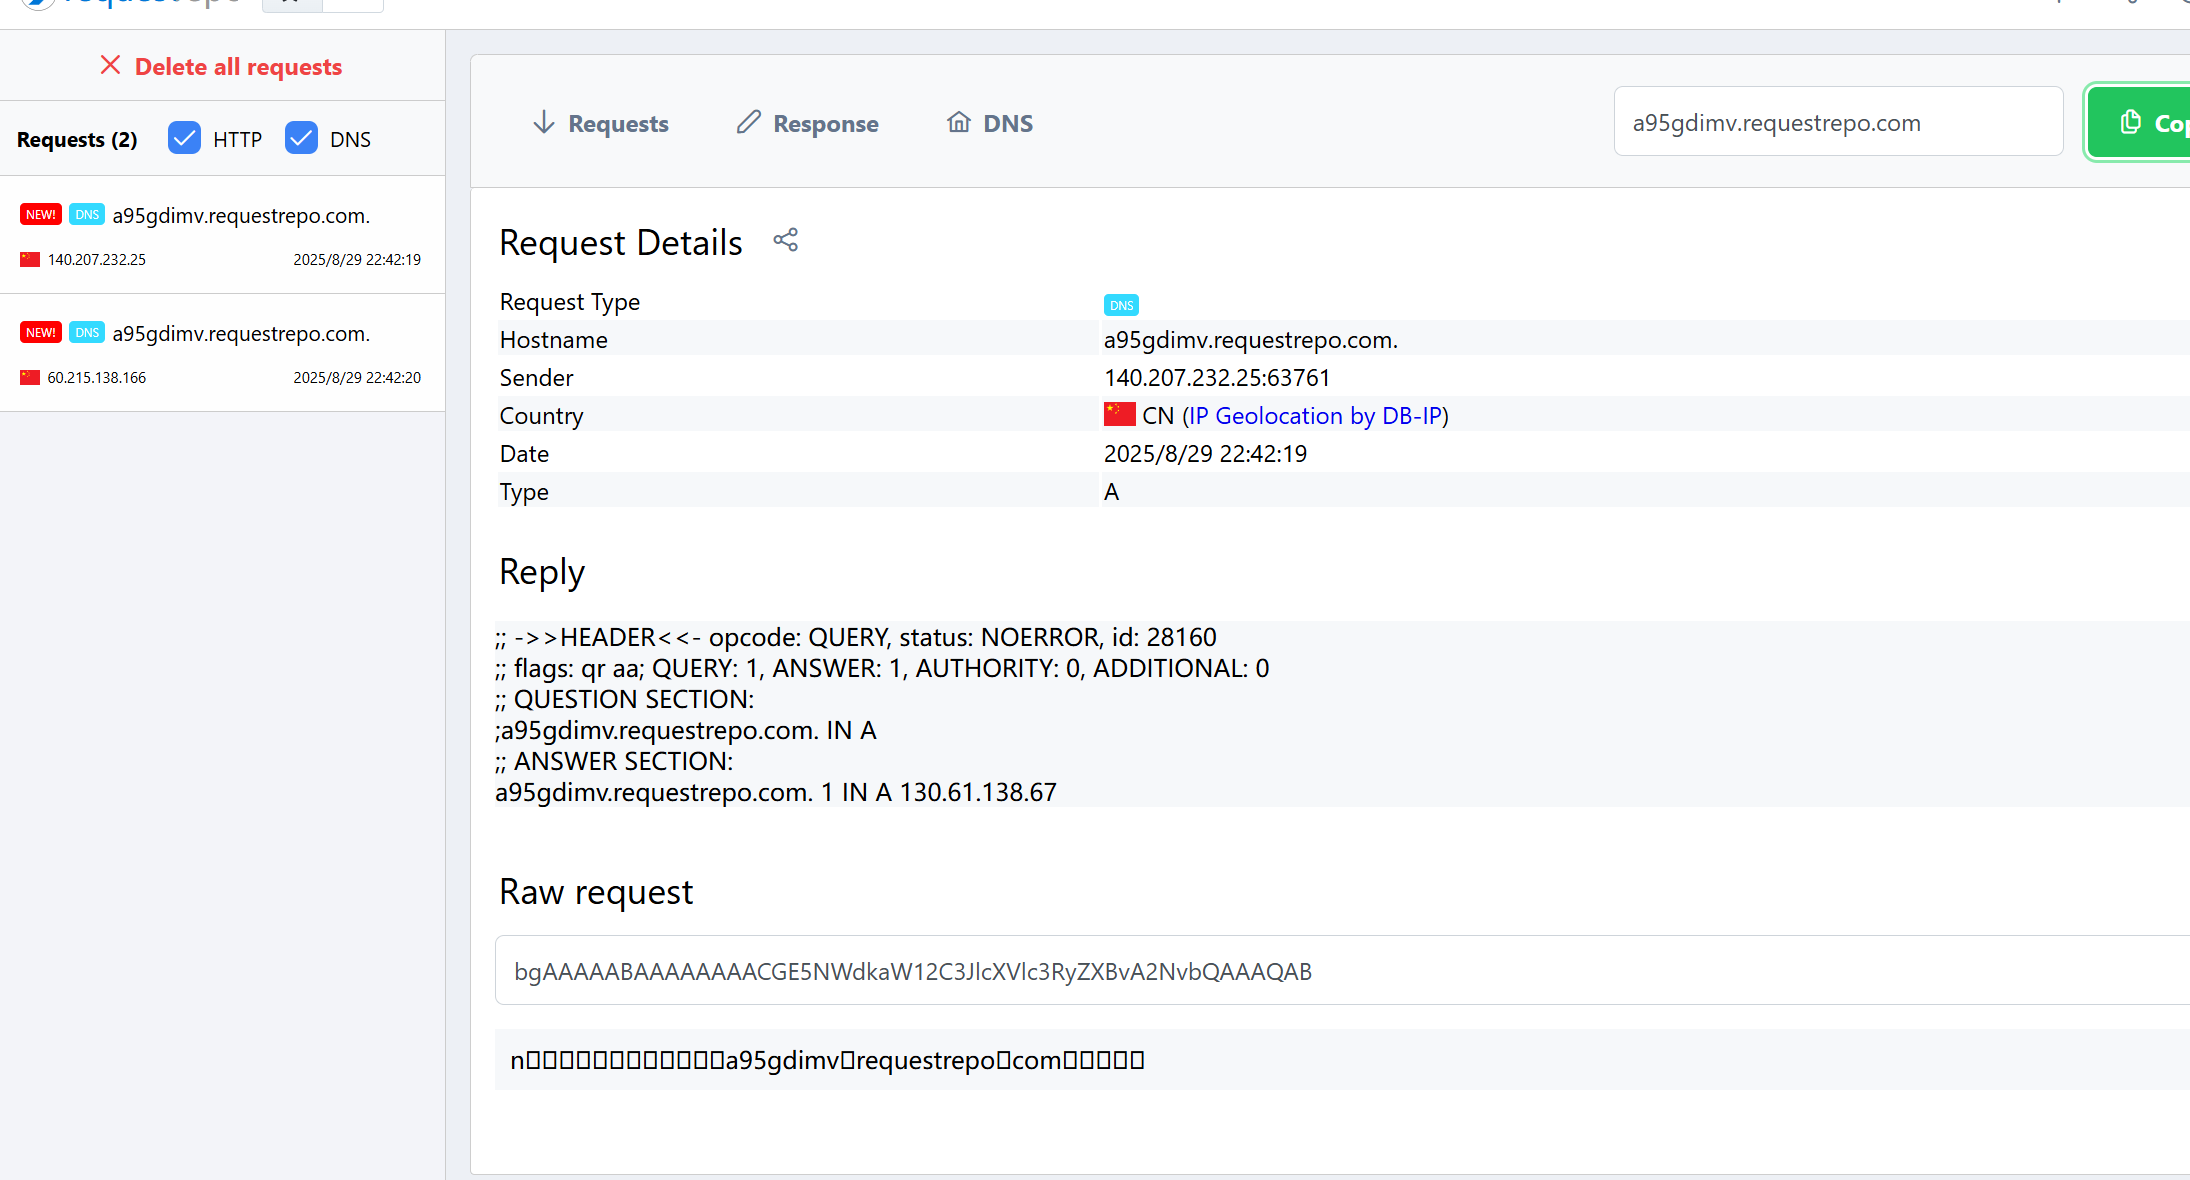 requestrepo
Delete all requests
Requests (2) HTTP DNS
NEW! DNS a95gdimv.requestrepo.com.
140.207.232.25 2025/8/29 22:42:19
NEW! DNS a95gdimv.requestrepo.com.
60.215.138.166 2025/8/29 22:42:20
Requests Response DNS
a95gdimv.requestrepo.com
Request Details
Request Type DNS
Hostname a95gdimv.requestrepo.com.
Sender 140.207.232.25:63761
Country CN (IP Geolocation by DB-IP)
Date 2025/8/29 22:42:19
Type A
Reply
;; ->>HEADER<<- opcode: QUERY, status: NOERROR, id: 28160
;; flags: qr aa; QUERY: 1, ANSWER: 1, AUTHORITY: 0, ADDITIONAL: 0
;; QUESTION SECTION:
;a95gdimv.requestrepo.com. IN A
;; ANSWER SECTION:
a95gdimv.requestrepo.com. 1 IN A 130.61.138.67
Raw request
bgAAAAABAAAAAAAACGE5NWdkaW12C3JlcXVlc3RyZXBvA2NvbQAAAQAB
n▯▯▯▯▯▯▯▯▯▯▯▯a95gdimv▯requestrepo▯com▯▯▯▯▯